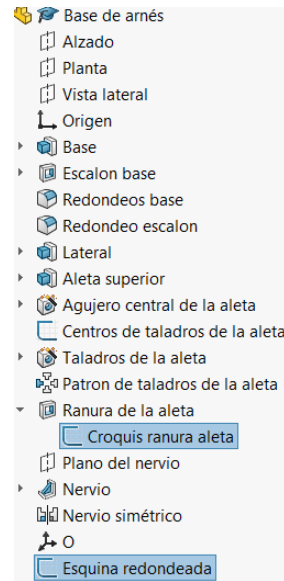 Base de arnés
Alzado
Planta
Vista lateral
Origen
Base
Escalon base
Redondeos base
Redondeo escalon
Lateral
Aleta superior
Agujero central de la aleta
Centros de taladros de la aleta
Taladros de la aleta
Patron de taladros de la aleta
Ranura de la aleta
Croquis ranura aleta
Plano del nervio
Nervio
Nervio simétrico
O
Esquina redondeada